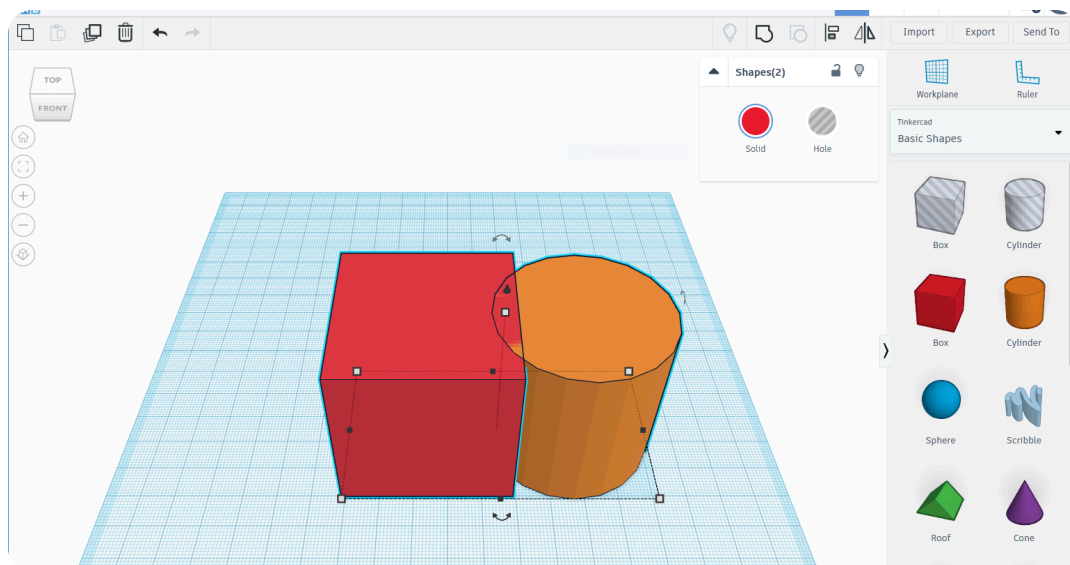 Import
Export
Send To
TOP
FRONT
Shapes(2)
Solid
Hole
Workplane
Ruler
Tinkercad
Basic Shapes
Box
Cylinder
Box
Cylinder
Sphere
Scribble
Roof
Cone